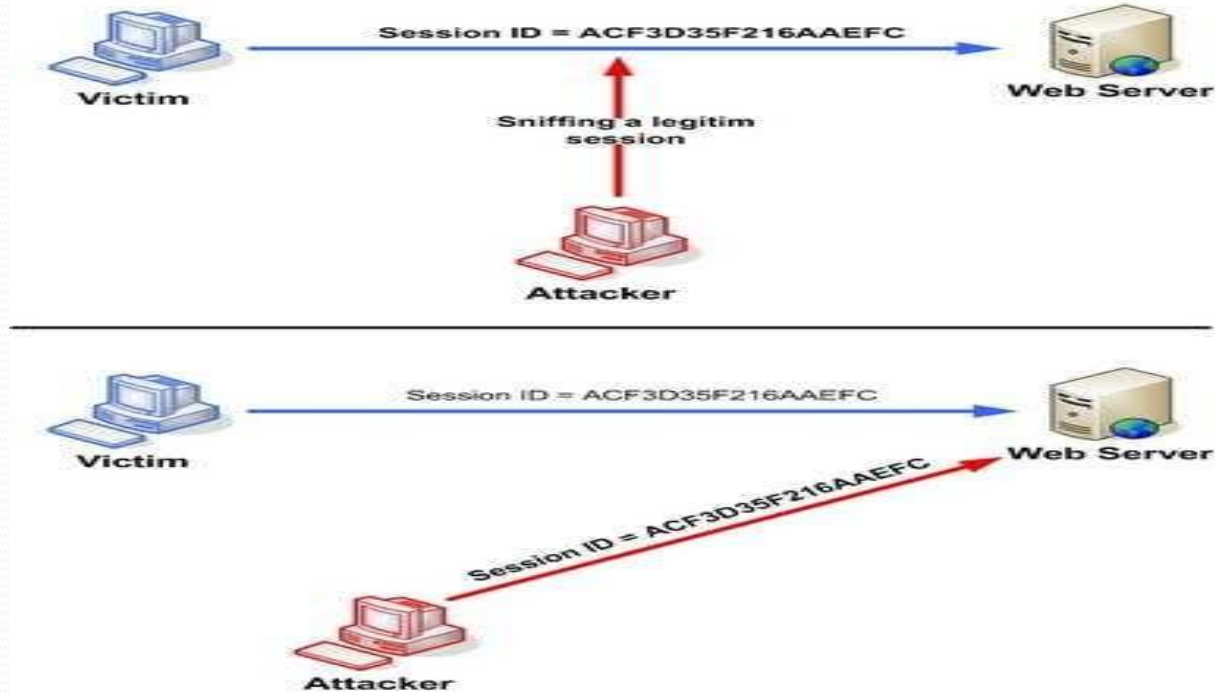 Session ID = ACF3D35F216AAEFC
Victim
Web Server
Sniffing a legitim
session
Attacker
Session ID = ACF3D35F216AAEFC
Victim
Web Server
Session ID = ACF3D35F216AAEFC
Attacker